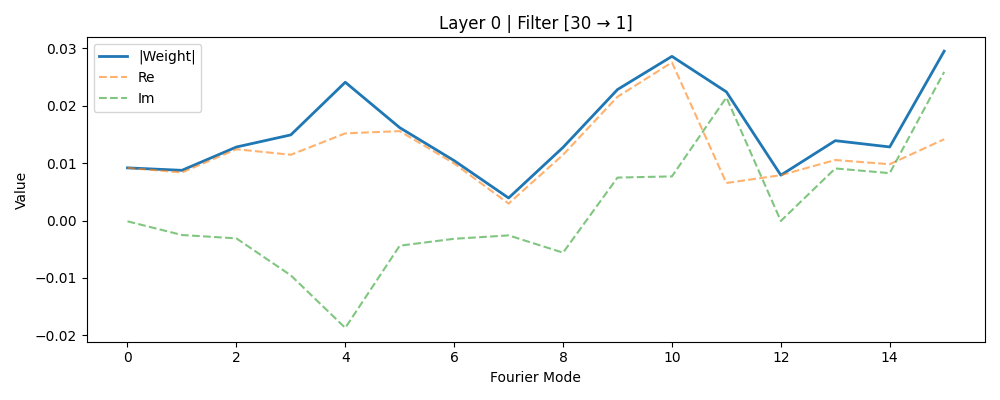 Layer 0 | Filter [30 → 1]
|Weight|
Re
Im
Value
0.03
0.02
0.01
0.00
−0.01
−0.02
0 2 4 6 8 10 12 14
Fourier Mode